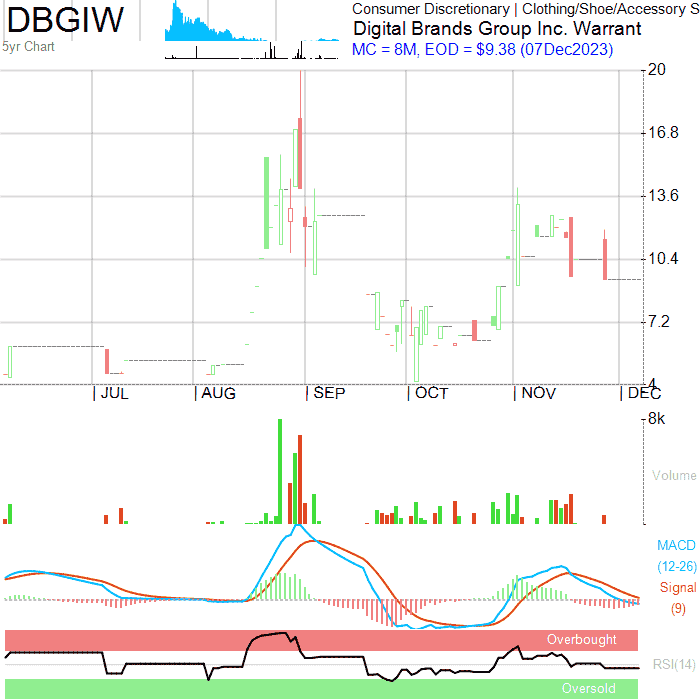 DBGIW
5yr Chart
Consumer Discretionary | Clothing/Shoe/Accessory S
Digital Brands Group Inc. Warrant
MC = 8M, EOD = $9.38 (07Dec2023)
20
16.8
13.6
10.4
7.2
4
JUL
AUG
SEP
OCT
NOV
DEC
8k
Volume
MACD
(12-26)
Signal
(9)
Overbought
RSI(14)
Oversold